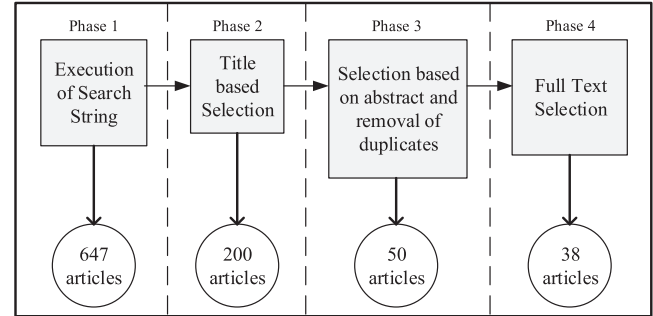 Phase 1
Execution
of Search
String
647
articles
Phase 2
Title
based
Selection
200
articles
Phase 3
Selection based
on abstract and
removal of
duplicates
50
articles
Phase 4
Full Text
Selection
38
articles